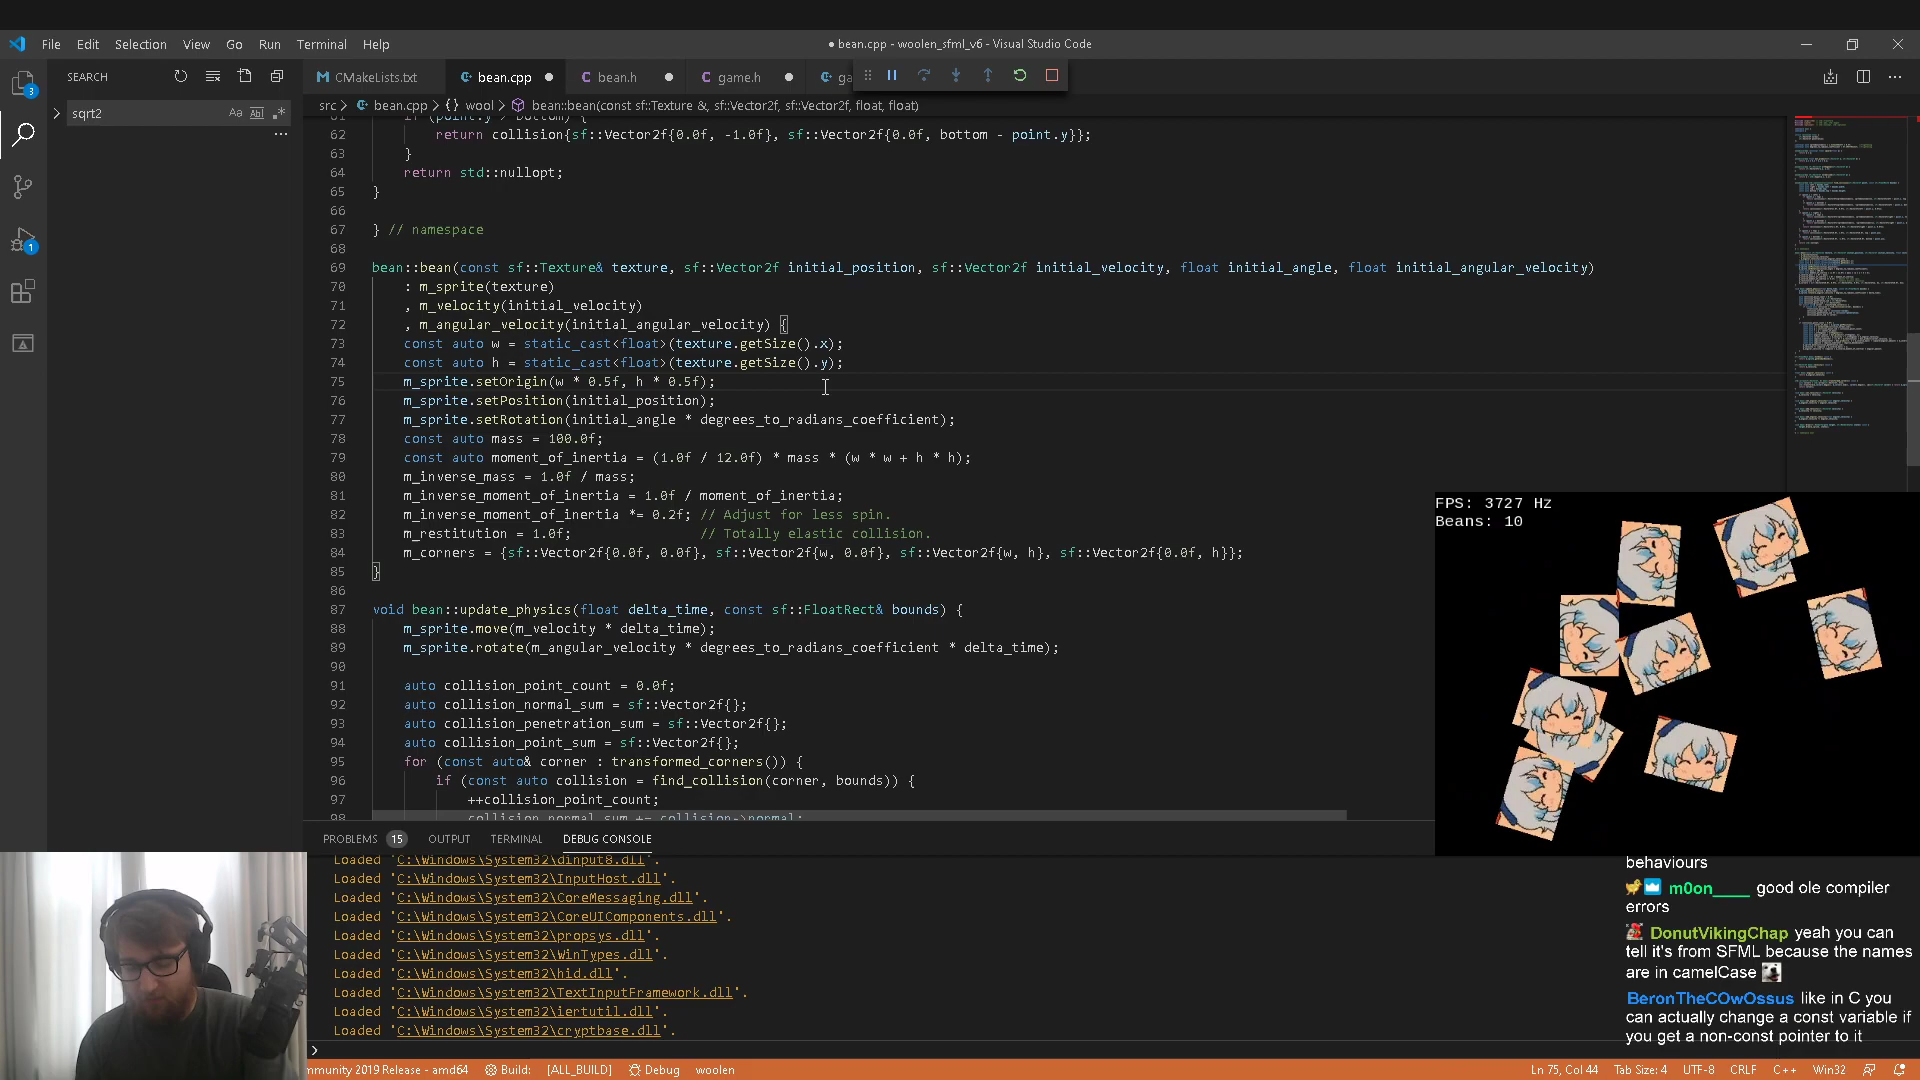 File Edit Selection View Go Run Terminal Help
● bean.cpp - woolen_sfml_v6 - Visual Studio Code
SEARCH
sqrt2
Aa Abl .*
3
1
CMakeLists.txt
bean.cpp
bean.h
game.h
ga
src > bean.cpp > {} wool > bean::bean(const sf::Texture &, sf::Vector2f, sf::Vector2f, float, float)
62 return collision{sf::Vector2f{0.0f, -1.0f}, sf::Vector2f{0.0f, bottom - point.y}};
63 }
64 return std::nullopt;
65 }
66
67 } // namespace
68
69 bean::bean(const sf::Texture& texture, sf::Vector2f initial_position, sf::Vector2f initial_velocity, float initial_angle, float initial_angular_velocity)
70 : m_sprite(texture)
71 , m_velocity(initial_velocity)
72 , m_angular_velocity(initial_angular_velocity) {
73 const auto w = static_cast<float>(texture.getSize().x);
74 const auto h = static_cast<float>(texture.getSize().y);
75 m_sprite.setOrigin(w * 0.5f, h * 0.5f);
76 m_sprite.setPosition(initial_position);
77 m_sprite.setRotation(initial_angle * degrees_to_radians_coefficient);
78 const auto mass = 100.0f;
79 const auto moment_of_inertia = (1.0f / 12.0f) * mass * (w * w + h * h);
80 m_inverse_mass = 1.0f / mass;
81 m_inverse_moment_of_inertia = 1.0f / moment_of_inertia;
82 m_inverse_moment_of_inertia *= 0.2f; // Adjust for less spin.
83 m_restitution = 1.0f; // Totally elastic collision.
84 m_corners = {sf::Vector2f{0.0f, 0.0f}, sf::Vector2f{w, 0.0f}, sf::Vector2f{w, h}, sf::Vector2f{0.0f, h}};
85 }
86
87 void bean::update_physics(float delta_time, const sf::FloatRect& bounds) {
88 m_sprite.move(m_velocity * delta_time);
89 m_sprite.rotate(m_angular_velocity * degrees_to_radians_coefficient * delta_time);
90
91 auto collision_point_count = 0.0f;
92 auto collision_normal_sum = sf::Vector2f{};
93 auto collision_penetration_sum = sf::Vector2f{};
94 auto collision_point_sum = sf::Vector2f{};
95 for (const auto& corner : transformed_corners()) {
96 if (const auto collision = find_collision(corner, bounds)) {
97 ++collision_point_count;
98 collision_normal_sum += collision->normal;
FPS: 3727 Hz
Beans: 10
PROBLEMS 15 OUTPUT TERMINAL DEBUG CONSOLE
Loaded 'C:\Windows\System32\dinput8.dll'.
Loaded 'C:\Windows\System32\InputHost.dll'.
Loaded 'C:\Windows\System32\CoreMessaging.dll'.
Loaded 'C:\Windows\System32\CoreUIComponents.dll'.
Loaded 'C:\Windows\System32\propsys.dll'.
Loaded 'C:\Windows\System32\WinTypes.dll'.
Loaded 'C:\Windows\System32\hid.dll'.
Loaded 'C:\Windows\System32\TextInputFramework.dll'.
Loaded 'C:\Windows\System32\iertutil.dll'.
Loaded 'C:\Windows\System32\cryptbase.dll'.
behaviours
m0on____ good ole compiler
errors
DonutVikingChap yeah you can
tell it's from SFML because the names
are in camelCase
BeronTheCOwOssus like in C you
can actually change a const variable if
you get a non-const pointer to it
mmunity 2019 Release - amd64 Build: [ALL_BUILD] Debug woolen
Ln 75, Col 44 Tab Size: 4 UTF-8 CRLF C++ Win32